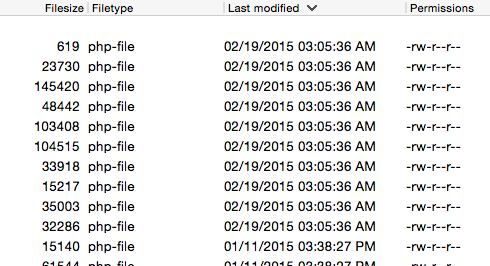 Filesize Filetype Last modified Permissions
619 php-file 02/19/2015 03:05:36 AM -rw-r--r--
23730 php-file 02/19/2015 03:05:36 AM -rw-r--r--
145420 php-file 02/19/2015 03:05:36 AM -rw-r--r--
48442 php-file 02/19/2015 03:05:36 AM -rw-r--r--
103408 php-file 02/19/2015 03:05:36 AM -rw-r--r--
104515 php-file 02/19/2015 03:05:36 AM -rw-r--r--
33918 php-file 02/19/2015 03:05:36 AM -rw-r--r--
15217 php-file 02/19/2015 03:05:36 AM -rw-r--r--
35003 php-file 02/19/2015 03:05:36 AM -rw-r--r--
32286 php-file 02/19/2015 03:05:36 AM -rw-r--r--
15140 php-file 01/11/2015 03:38:27 PM -rw-r--r--
61544 php-file 01/11/2015 03:38:27 PM -rw-r--r--